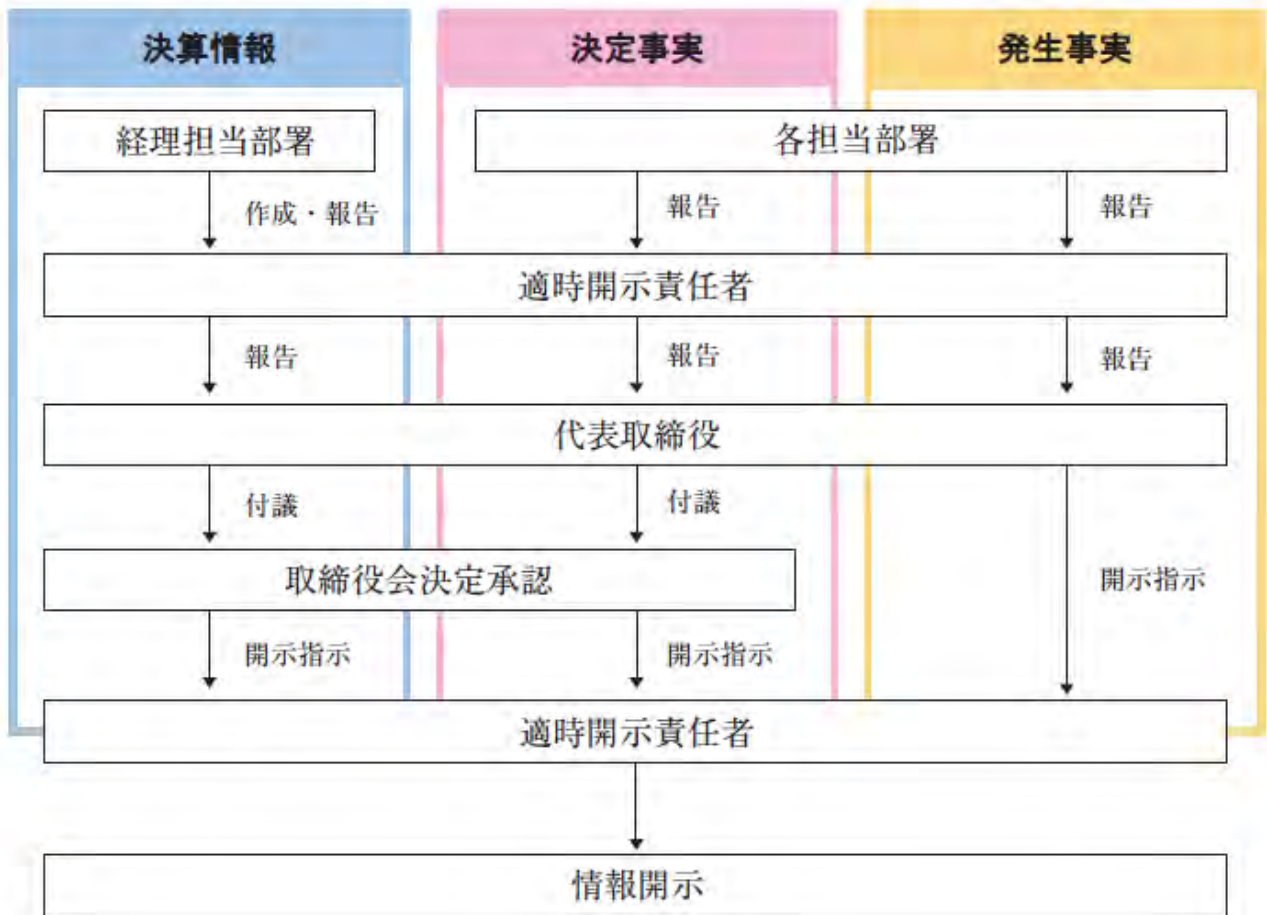 決算情報
決定事実
発生事実
経理担当部署
各担当部署
作成・報告
報告
報告
適時開示責任者
報告
報告
報告
代表取締役
付議
付議
取締役会決定承認
開示指示
開示指示
開示指示
適時開示責任者
情報開示